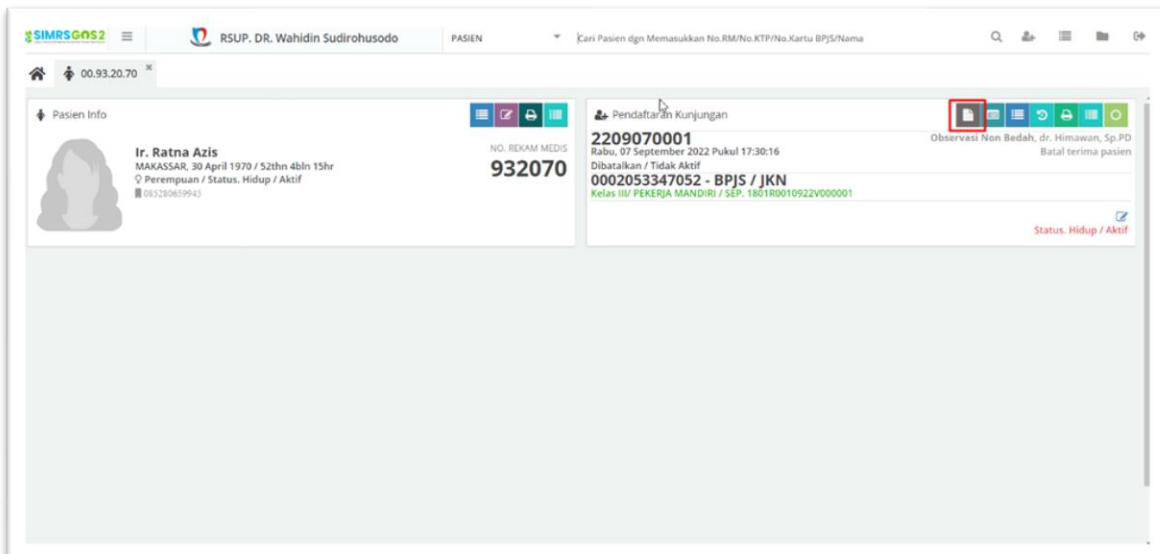 SIMRSGOS2
RSUP. DR. Wahidin Sudirohusodo
PASIEN
Cari Pasien dgn Memasukkan No.RM/No.KTP/No.Kartu BPJS/Nama
00.93.20.70
Pasien Info
Ir. Ratna Azis
MAKASSAR, 30 April 1970 / 52thn 4bln 15hr
Perempuan / Status. Hidup / Aktif
085280659945
NO. REKAM MEDIS
932070
Pendaftaran Kunjungan
2209070001
Rabu, 07 September 2022 Pukul 17:30:16
Dibatalkan / Tidak Aktif
0002053347052 - BPJS / JKN
Kelas III/ PEKERJA MANDIRI / SEP. 1801R0010922V000001
Observasi Non Bedah, dr. Himawan, Sp.PD
Batal terima pasien
Status. Hidup / Aktif